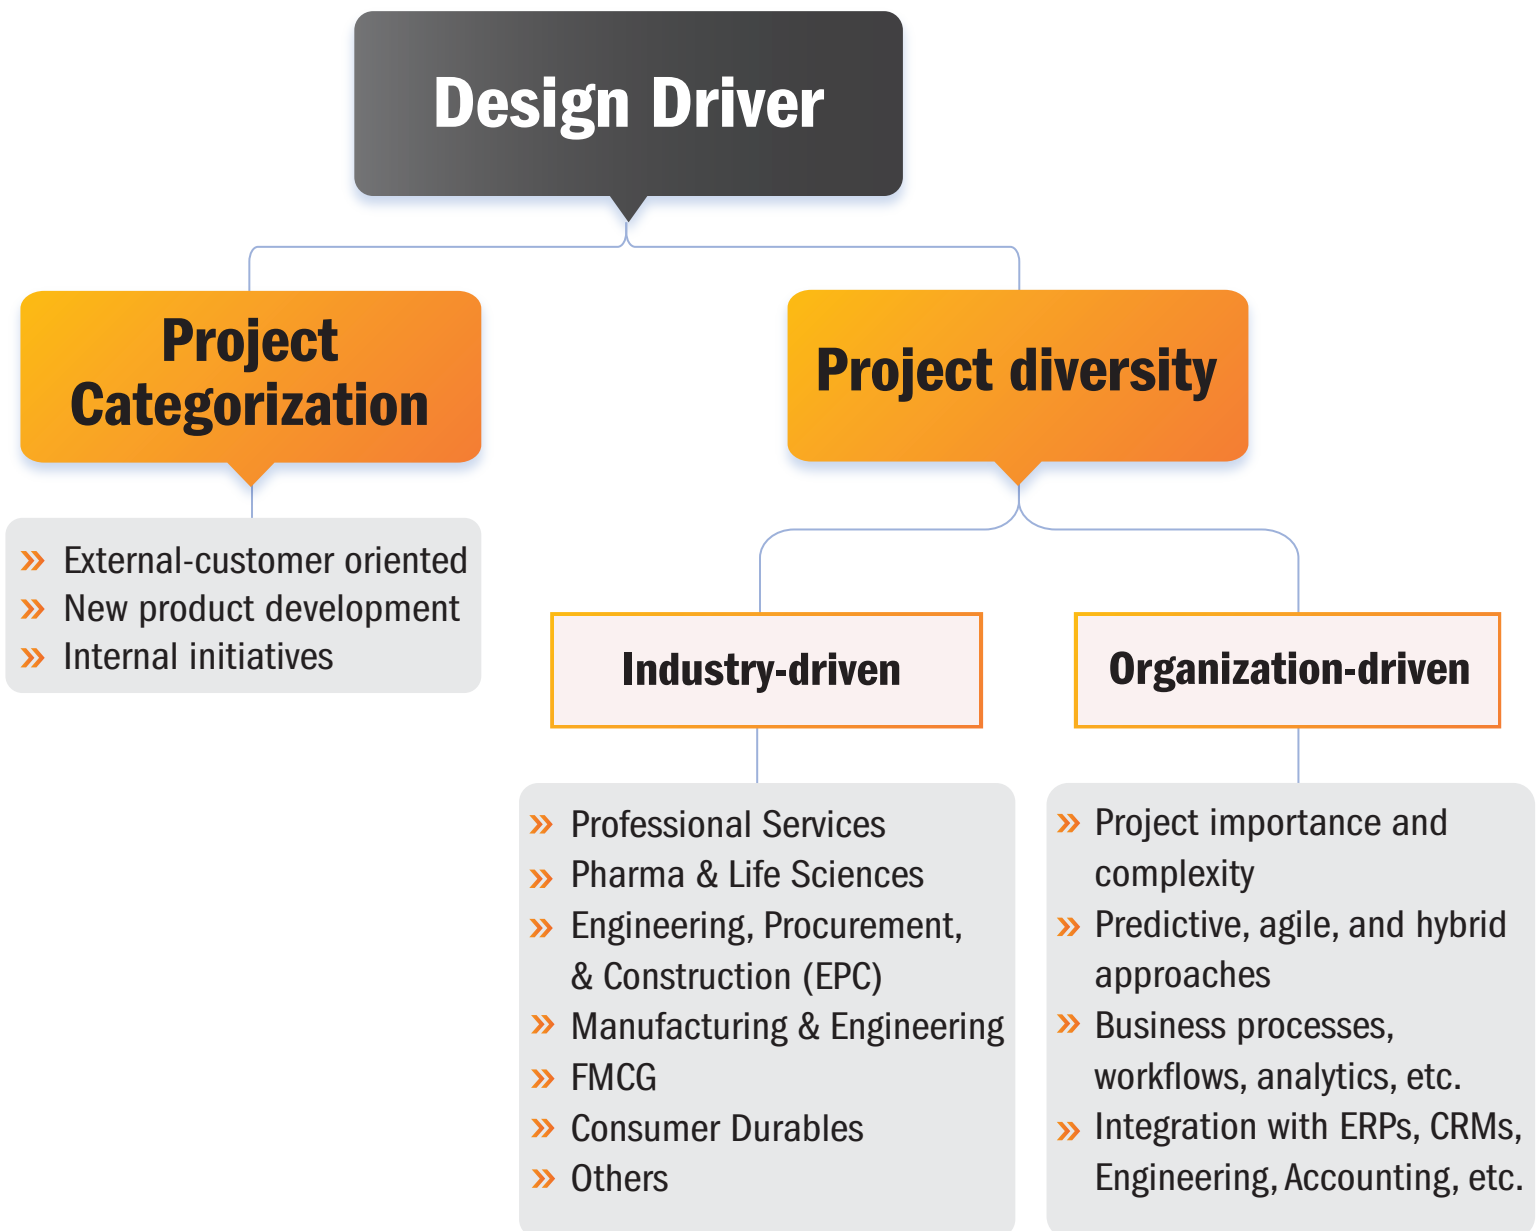 Design Driver
Project
Categorization
External-customer oriented
New product development
Internal initiatives
Project diversity
Industry-driven
Professional Services
Pharma & Life Sciences
Engineering, Procurement,
& Construction (EPC)
Manufacturing & Engineering
FMCG
Consumer Durables
Others
Organization-driven
Project importance and
complexity
Predictive, agile, and hybrid
approaches
Business processes,
workflows, analytics, etc.
Integration with ERPs, CRMs,
Engineering, Accounting, etc.